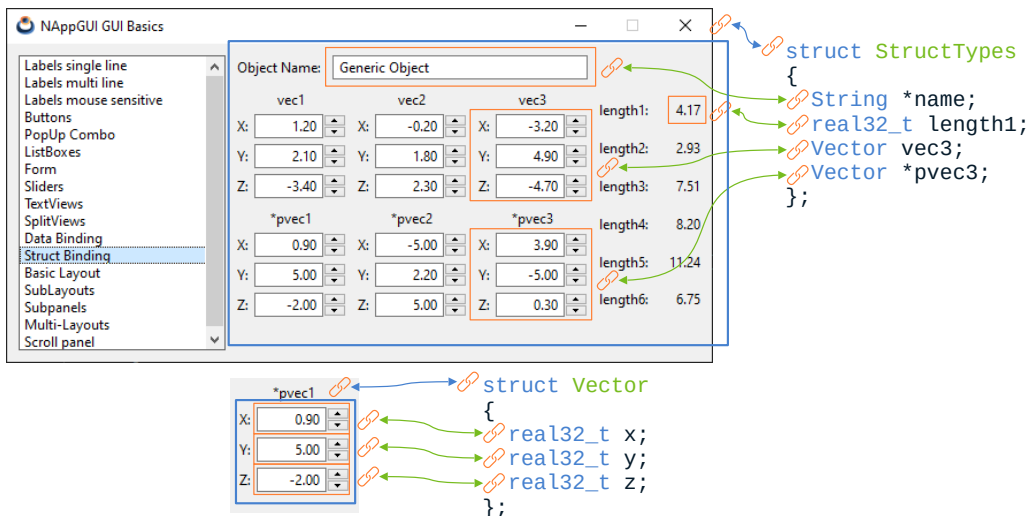 NAppGUI GUI Basics
Labels single line
Labels multi line
Labels mouse sensitive
Buttons
PopUp Combo
ListBoxes
Form
Sliders
TextViews
SplitViews
Data Binding
Struct Binding
Basic Layout
SubLayouts
Subpanels
Multi-Layouts
Scroll panel
Object Name: Generic Object
vec1 vec2 vec3
X: 1.20 X: -0.20 X: -3.20
Y: 2.10 Y: 1.80 Y: 4.90
Z: -3.40 Z: 2.30 Z: -4.70
*pvec1 *pvec2 *pvec3
X: 0.90 X: -5.00 X: 3.90
Y: 5.00 Y: 2.20 Y: -5.00
Z: -2.00 Z: 5.00 Z: 0.30
length1: 4.17
length2: 2.93
length3: 7.51
length4: 8.20
length5: 11.24
length6: 6.75
struct StructTypes
{
String *name;
real32_t length1;
Vector vec3;
Vector *pvec3;
};
*pvec1
X: 0.90
Y: 5.00
Z: -2.00
struct Vector
{
real32_t x;
real32_t y;
real32_t z;
};